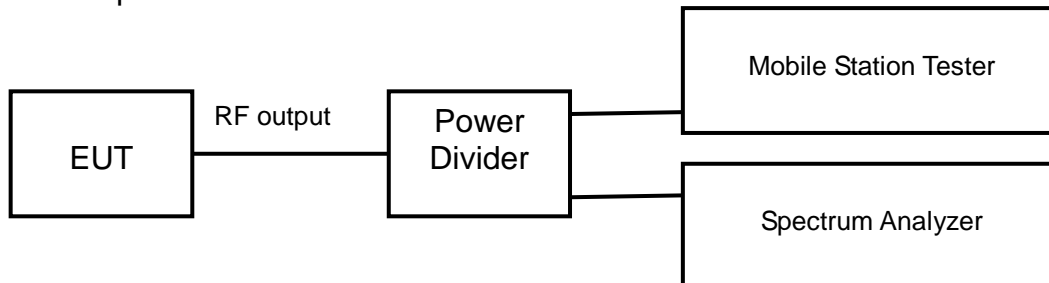 EUT
RF output
Power
Divider
Mobile Station Tester
Spectrum Analyzer